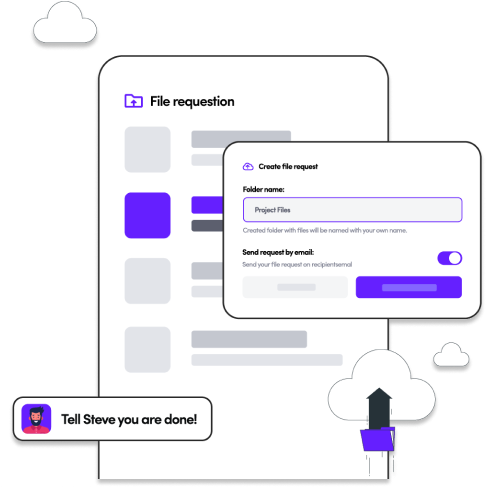 File requestion
Create file request
Folder name:
Project Files
Created folder with files will be named with your own name.
Send request by email:
Send your file request on recipientsemal
Tell Steve you are done!